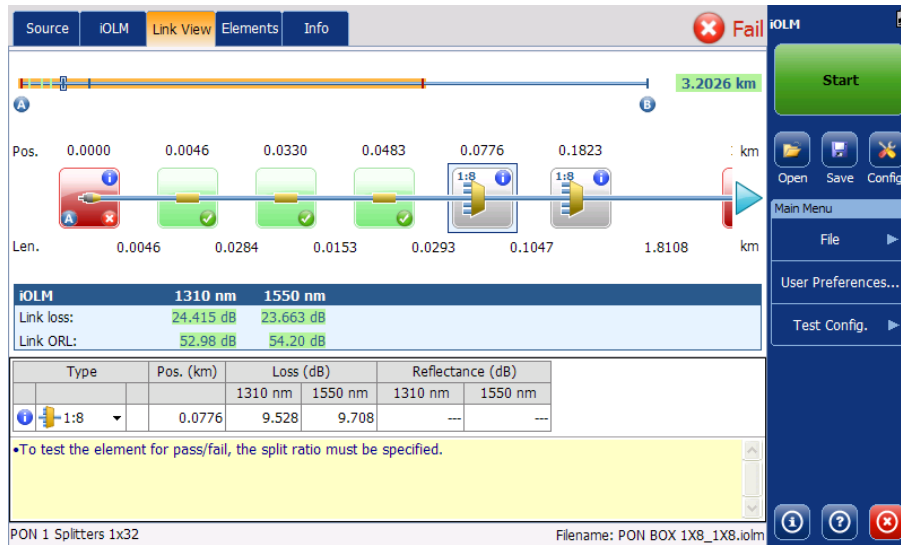 Source iOLM Link View Elements Info Fail iOLM
Start
3.2026 km
A B
Pos. 0.0000 0.0046 0.0330 0.0483 0.0776 0.1823 km
Open Save Config
1:8 1:8
A
Main Menu
File
Len. 0.0046 0.0284 0.0153 0.0293 0.1047 1.8108 km
User Preferences...
iOLM 1310 nm 1550 nm
Link loss: 24.415 dB 23.663 dB
Test Config.
Link ORL: 52.98 dB 54.20 dB
Type Pos. (km) Loss (dB) Reflectance (dB)
1310 nm 1550 nm 1310 nm 1550 nm
1:8 0.0776 9.528 9.708 --- ---
•To test the element for pass/fail, the split ratio must be specified.
PON 1 Splitters 1x32 Filename: PON BOX 1X8_1X8.iolm